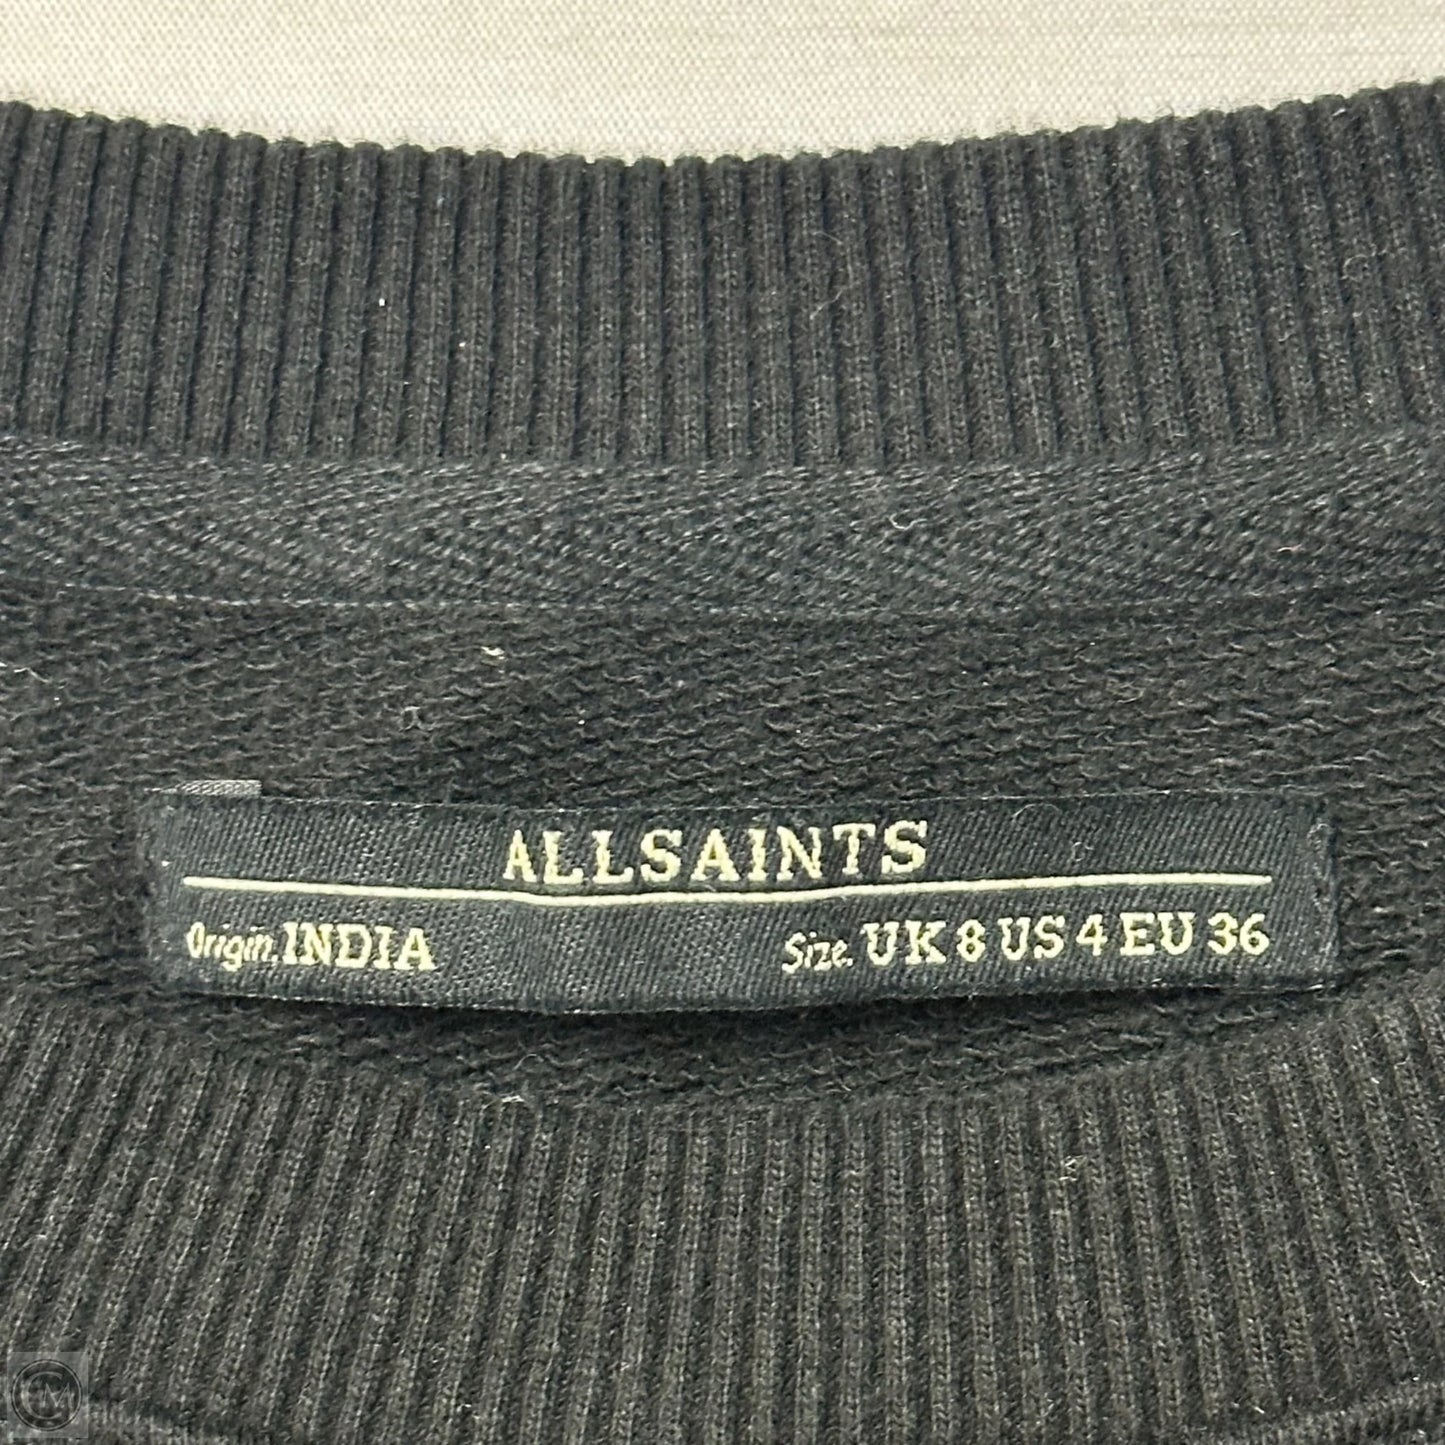 ALLSAINTS
Origin. INDIA Size. UK 8 US 4 EU 36